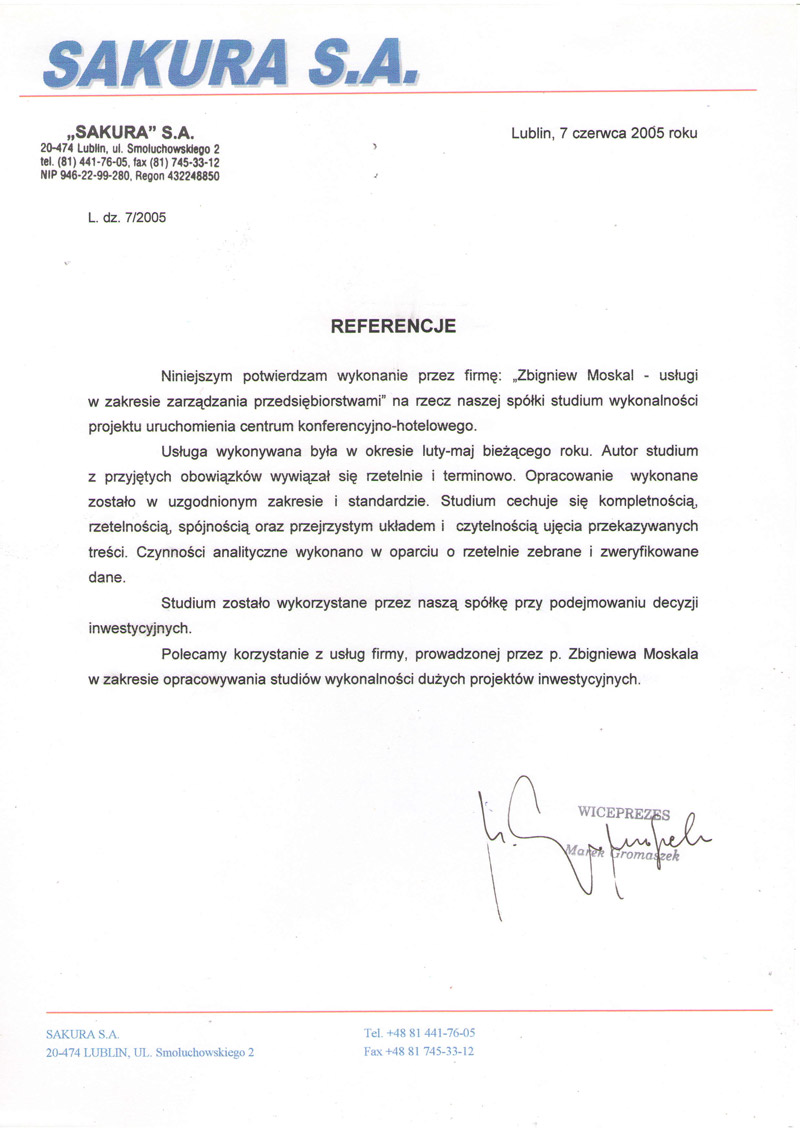 SAKURA S.A.
„SAKURA” S.A.
20-474 Lublin, ul. Smoluchowskiego 2
tel. (81) 441-76-05, fax (81) 745-33-12
NIP 946-22-99-280, Regon 432248850
Lublin, 7 czerwca 2005 roku
L. dz. 7/2005
REFERENCJE
Niniejszym potwierdzam wykonanie przez firmę: „Zbigniew Moskal - usługi
w zakresie zarządzania przedsiębiorstwami” na rzecz naszej spółki studium wykonalności
projektu uruchomienia centrum konferencyjno-hotelowego.
Usługa wykonywana była w okresie luty-maj bieżącego roku. Autor studium
z przyjętych obowiązków wywiązał się rzetelnie i terminowo. Opracowanie wykonane
zostało w uzgodnionym zakresie i standardzie. Studium cechuje się kompletnością,
rzetelnością, spójnością oraz przejrzystym układem i czytelnością ujęcia przekazywanych
treści. Czynności analityczne wykonano w oparciu o rzetelnie zebrane i zweryfikowane
dane.
Studium zostało wykorzystane przez naszą spółkę przy podejmowaniu decyzji
inwestycyjnych.
Polecamy korzystanie z usług firmy, prowadzonej przez p. Zbigniewa Moskala
w zakresie opracowywania studiów wykonalności dużych projektów inwestycyjnych.
WICEPREZES
Marek Gromaszek
SAKURA S.A.
20-474 LUBLIN, UL. Smoluchowskiego 2
Tel. +48 81 441-76-05
Fax +48 81 745-33-12